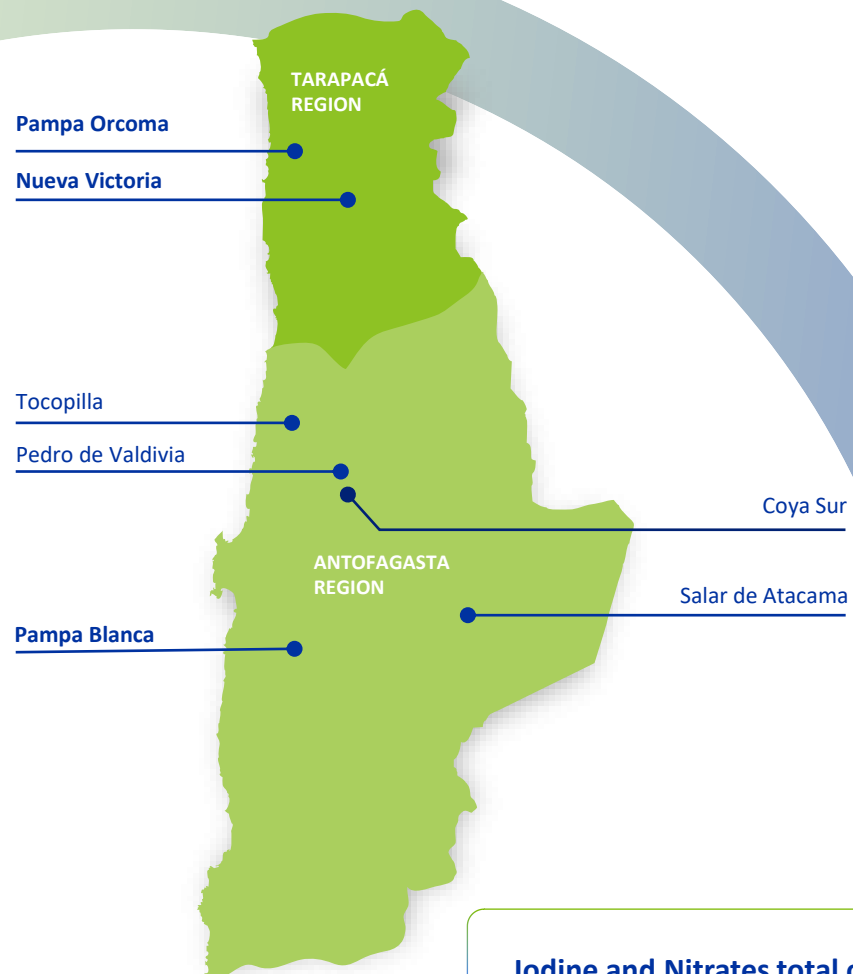 TARAPACÁ
REGION
Pampa Orcoma
Nueva Victoria
Tocopilla
Pedro de Valdivia
Coya Sur
ANTOFAGASTA
REGION
Salar de Atacama
Pampa Blanca
Iodine and Nitrates total